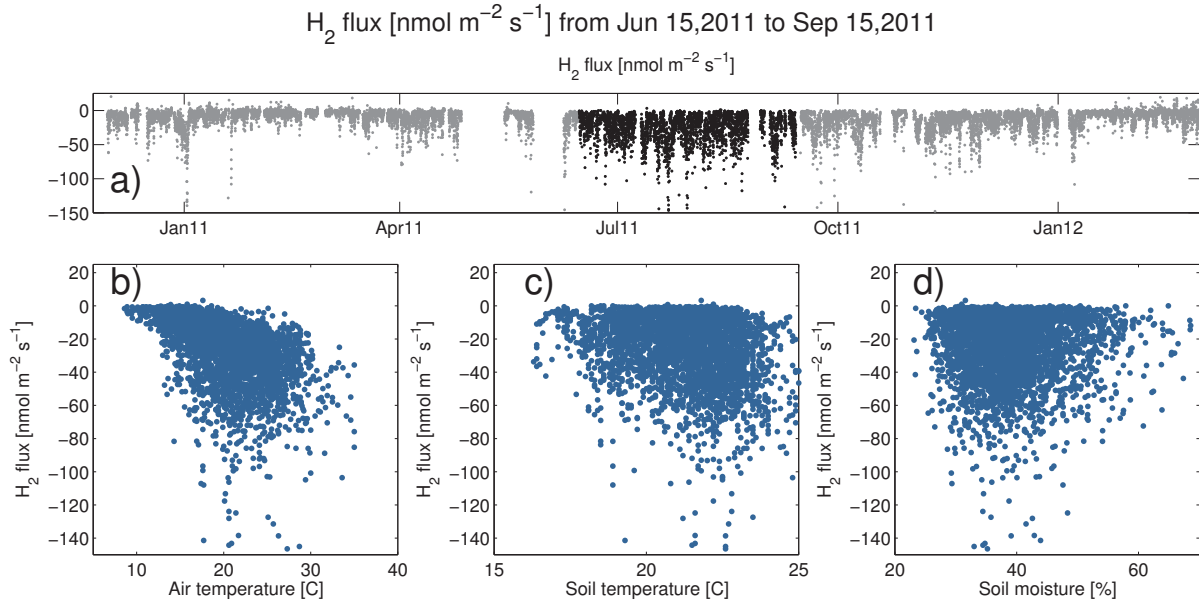 H2 flux [nmol m−2 s−1] from Jun 15,2011 to Sep 15,2011
H2 flux [nmol m−2 s−1]
0
−50
−100
−150
a)
Jan11 Apr11 Jul11 Oct11 Jan12
b)
20
0
−20
−40
−60
−80
−100
−120
−140
H2 flux [nmol m−2 s−1]
10 20 30 40
Air temperature [C]
c)
20
0
−20
−40
−60
−80
−100
−120
−140
H2 flux [nmol m−2 s−1]
15 20 25
Soil temperature [C]
d)
20
0
−20
−40
−60
−80
−100
−120
−140
H2 flux [nmol m−2 s−1]
20 40 60
Soil moisture [%]